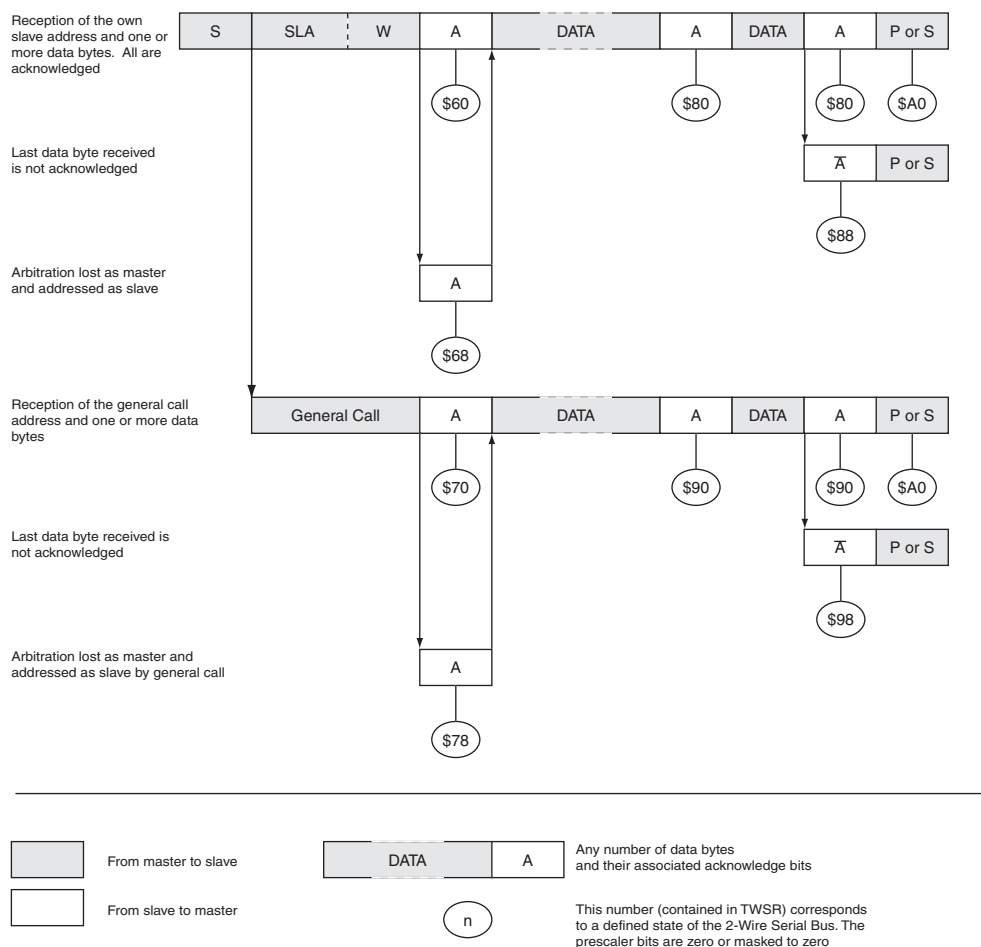 Reception of the own
slave address and one or
more data bytes. All are
acknowledged
S SLA W A DATA A DATA A P or S
$60 $80 $80 $A0
Last data byte received
is not acknowledged
A̅ P or S
$88
Arbitration lost as master
and addressed as slave
A
$68
Reception of the general call
address and one or more data
bytes
General Call A DATA A DATA A P or S
$70 $90 $90 $A0
Last data byte received is
not acknowledged
A̅ P or S
$98
Arbitration lost as master and
addressed as slave by general call
A
$78
From master to slave
DATA A
Any number of data bytes
and their associated acknowledge bits
From slave to master
n
This number (contained in TWSR) corresponds
to a defined state of the 2-Wire Serial Bus. The
prescaler bits are zero or masked to zero